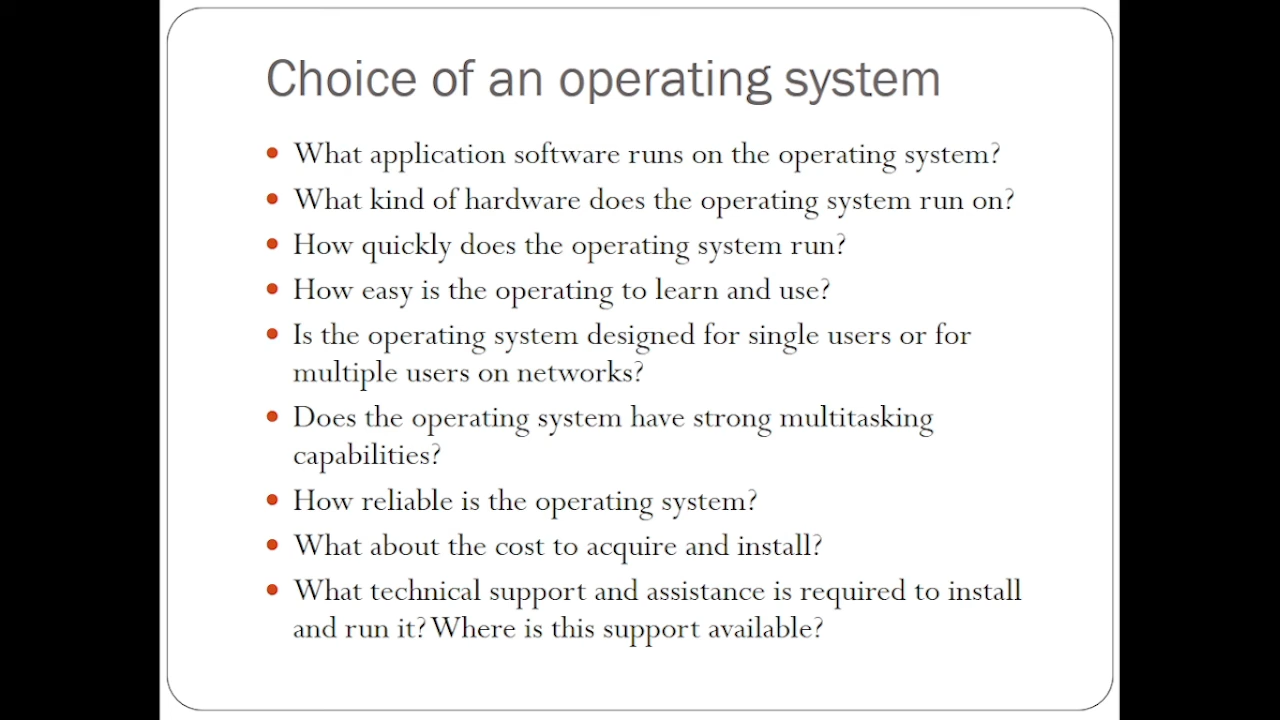 Choice of an operating system
• What application software runs on the operating system?
• What kind of hardware does the operating system run on?
• How quickly does the operating system run?
• How easy is the operating to learn and use?
• Is the operating system designed for single users or for
multiple users on networks?
• Does the operating system have strong multitasking
capabilities?
• How reliable is the operating system?
• What about the cost to acquire and install?
• What technical support and assistance is required to install
and run it? Where is this support available?